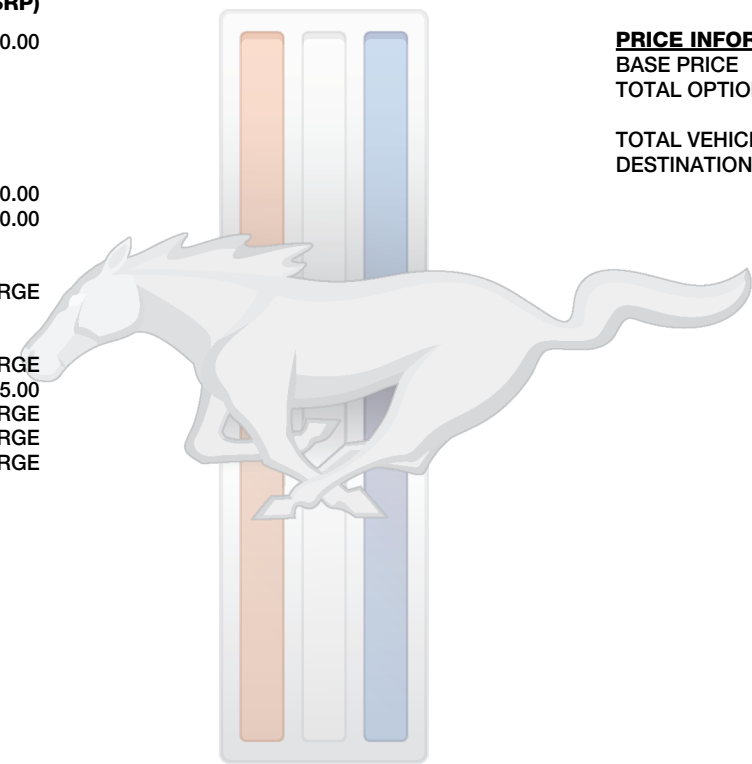 SRP)
0.00
0.00
0.00
RGE
RGE
5.00
RGE
RGE
RGE
PRICE INFOR
BASE PRICE
TOTAL OPTIO
TOTAL VEHIC
DESTINATION